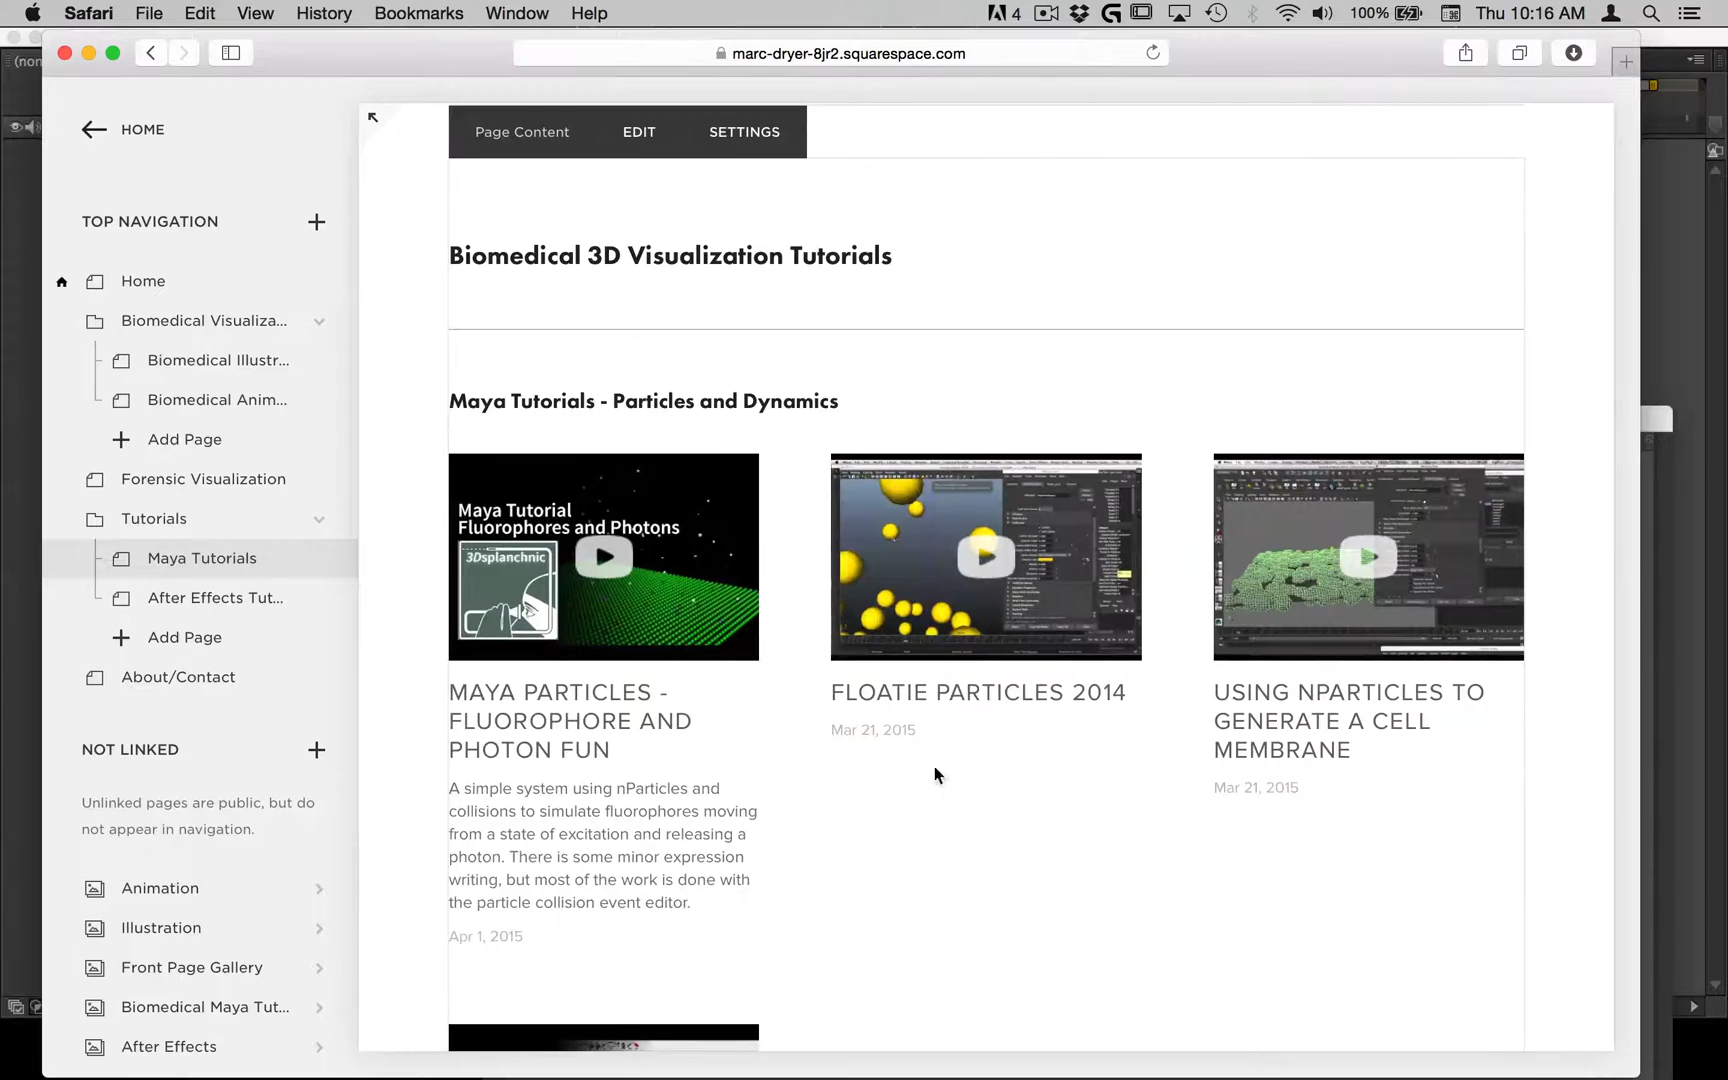 Safari File Edit View History Bookmarks Window Help 4 100% Thu 10:16 AM
(non
marc-dryer-8jr2.squarespace.com
HOME
TOP NAVIGATION
Home
Biomedical Visualiza...
Biomedical Illustr...
Biomedical Anim...
Add Page
Forensic Visualization
Tutorials
Maya Tutorials
After Effects Tut...
Add Page
About/Contact
NOT LINKED
Unlinked pages are public, but do
not appear in navigation.
Animation
Illustration
Front Page Gallery
Biomedical Maya Tut...
After Effects
Page Content EDIT SETTINGS
Biomedical 3D Visualization Tutorials
Maya Tutorials - Particles and Dynamics
Maya Tutorial
Fluorophores and Photons
3Dsplanchnic
MAYA PARTICLES -
FLUOROPHORE AND
PHOTON FUN
A simple system using nParticles and
collisions to simulate fluorophores moving
from a state of excitation and releasing a
photon. There is some minor expression
writing, but most of the work is done with
the particle collision event editor.
Apr 1, 2015
FLOATIE PARTICLES 2014
Mar 21, 2015
USING NPARTICLES TO
GENERATE A CELL
MEMBRANE
Mar 21, 2015